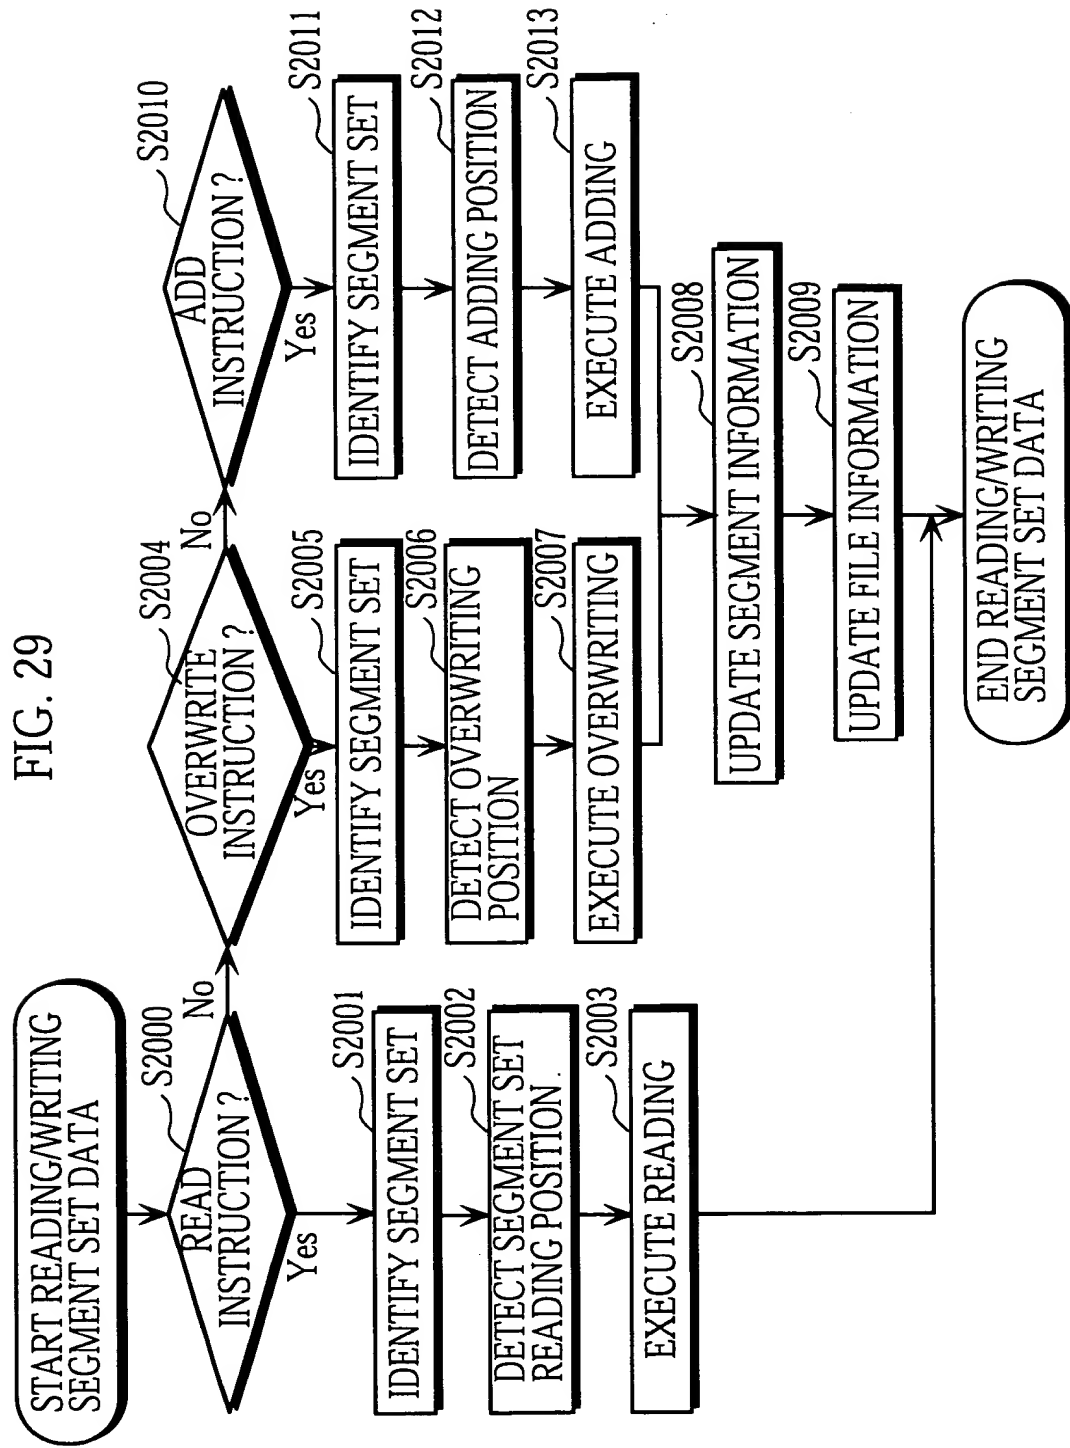 FIG. 29
START READING/WRITING
SEGMENT SET DATA
S2000
READ
INSTRUCTION?
No
Yes
S2001
IDENTIFY SEGMENT SET
S2002
DETECT SEGMENT SET
READING POSITION.
S2003
EXECUTE READING
S2004
OVERWRITE
INSTRUCTION?
No
Yes
S2005
IDENTIFY SEGMENT SET
S2006
DETECT OVERWRITING
POSITION
S2007
EXECUTE OVERWRITING
S2010
ADD
INSTRUCTION?
Yes
S2011
IDENTIFY SEGMENT SET
S2012
DETECT ADDING POSITION
S2013
EXECUTE ADDING
S2008
UPDATE SEGMENT INFORMATION
S2009
UPDATE FILE INFORMATION
END READING/WRITING
SEGMENT SET DATA